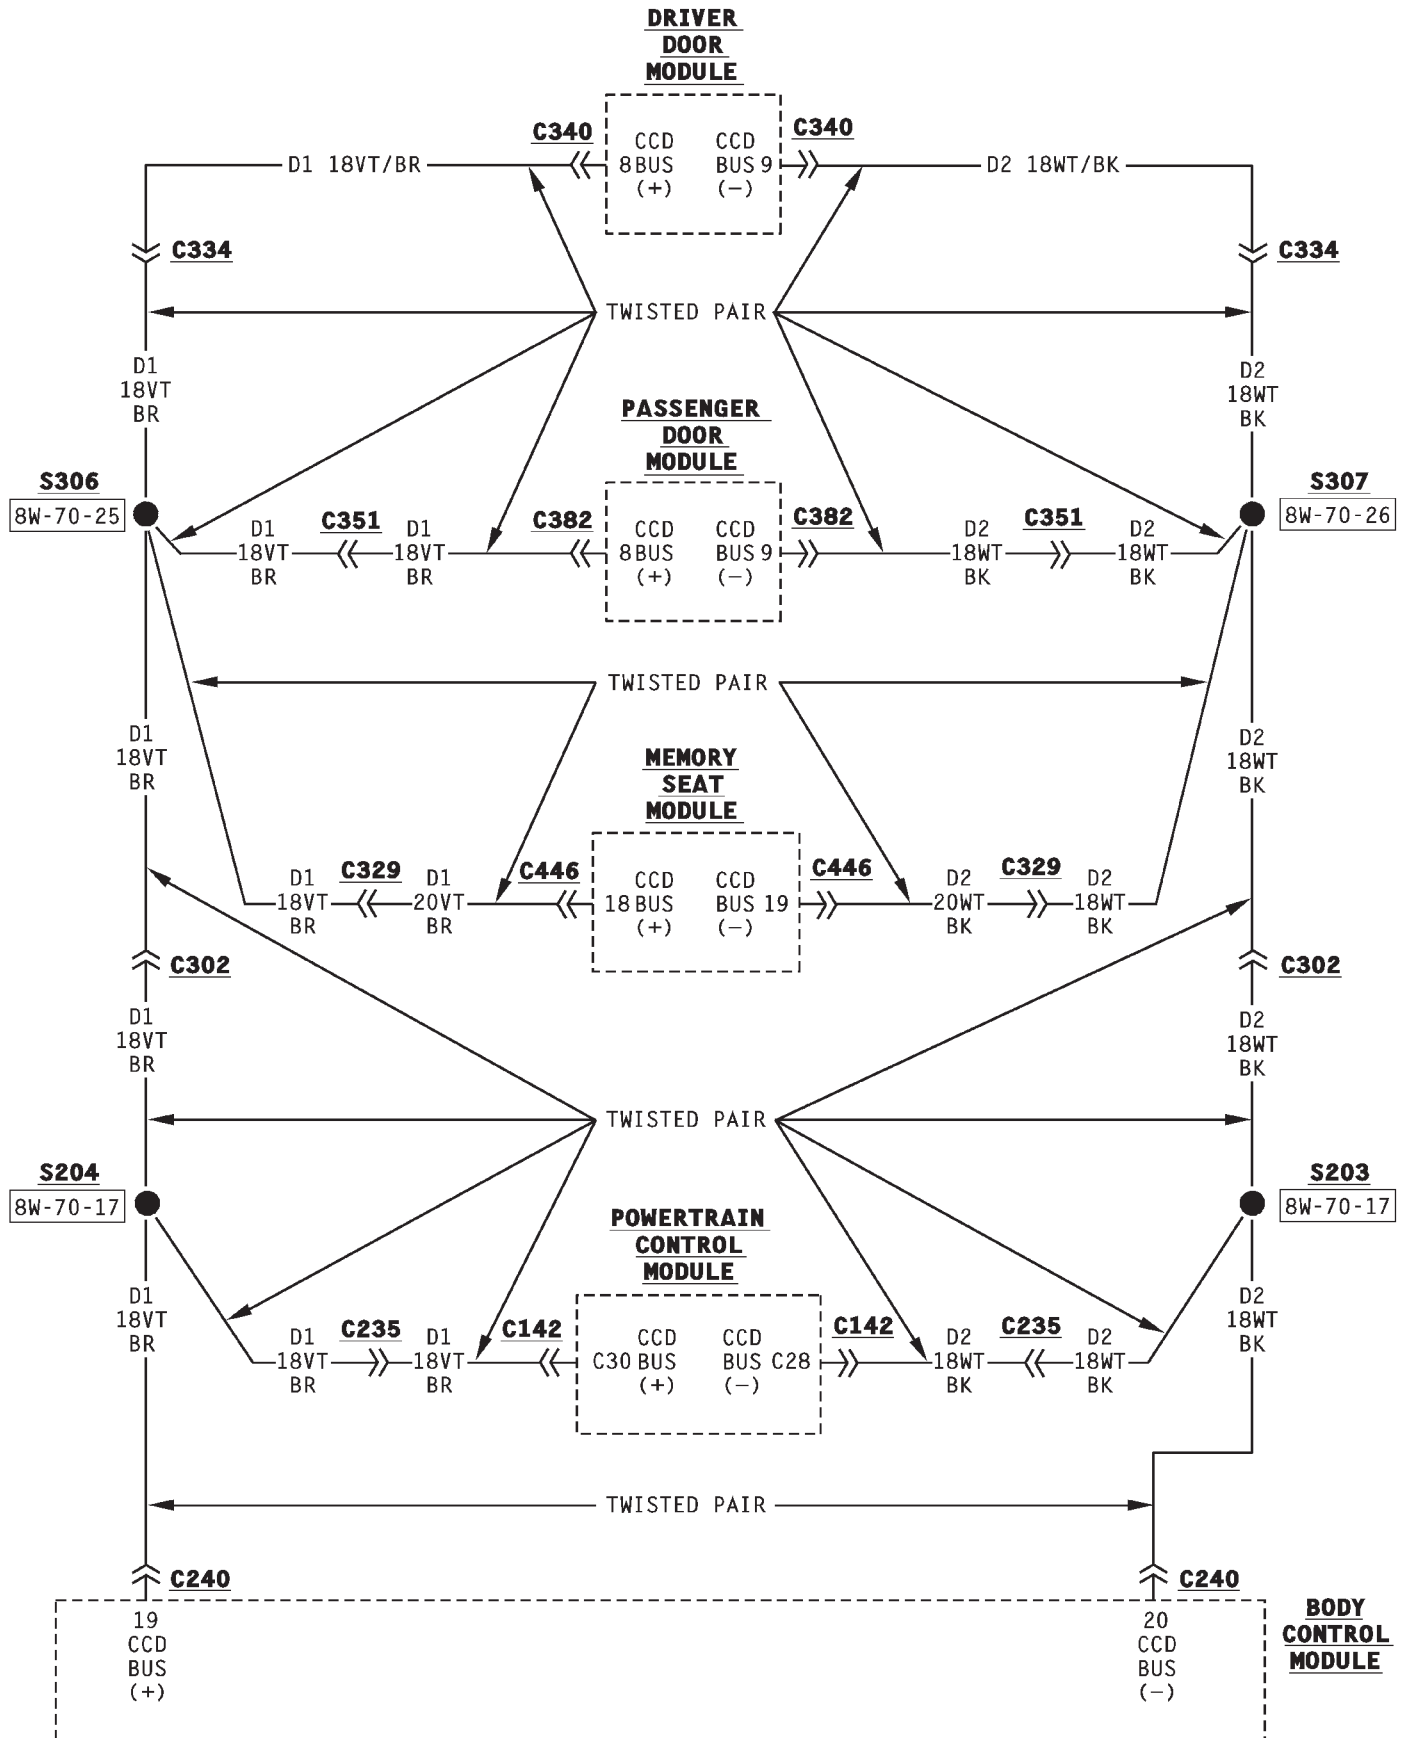 DRIVER
DOOR
MODULE
C340
C340
CCD
CCD
D1 18VT/BR
8 BUS
BUS 9
D2 18WT/BK
(+)
(−)
C334
C334
TWISTED PAIR
D1
18VT
BR
D2
18WT
BK
PASSENGER
DOOR
MODULE
S306
8W-70-25
S307
8W-70-26
D1
18VT
BR
C351
D1
18VT
BR
C382
CCD
8 BUS
(+)
CCD
BUS 9
(−)
C382
D2
18WT
BK
C351
D2
18WT
BK
TWISTED PAIR
D1
18VT
BR
D2
18WT
BK
MEMORY
SEAT
MODULE
D1
18VT
BR
C329
D1
20VT
BR
C446
CCD
18 BUS
(+)
CCD
BUS 19
(−)
C446
D2
20WT
BK
C329
D2
18WT
BK
C302
C302
D1
18VT
BR
D2
18WT
BK
TWISTED PAIR
S204
8W-70-17
S203
8W-70-17
POWERTRAIN
CONTROL
MODULE
D1
18VT
BR
D2
18WT
BK
D1
18VT
BR
C235
D1
18VT
BR
C142
CCD
C30 BUS
(+)
CCD
BUS C28
(−)
C142
D2
18WT
BK
C235
D2
18WT
BK
TWISTED PAIR
C240
C240
19
CCD
BUS
(+)
20
CCD
BUS
(−)
BODY
CONTROL
MODULE